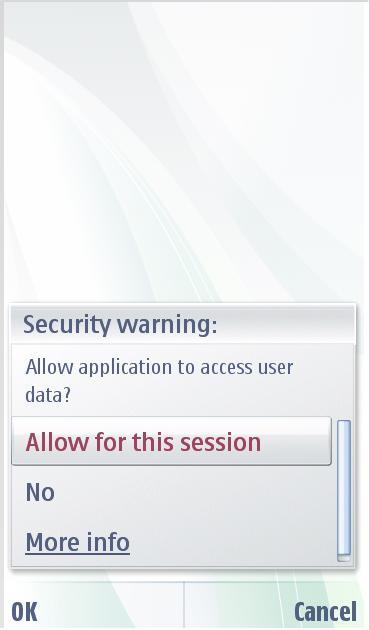 Security warning:
Allow application to access user
data?
Allow for this session
No
More info
OK Cancel